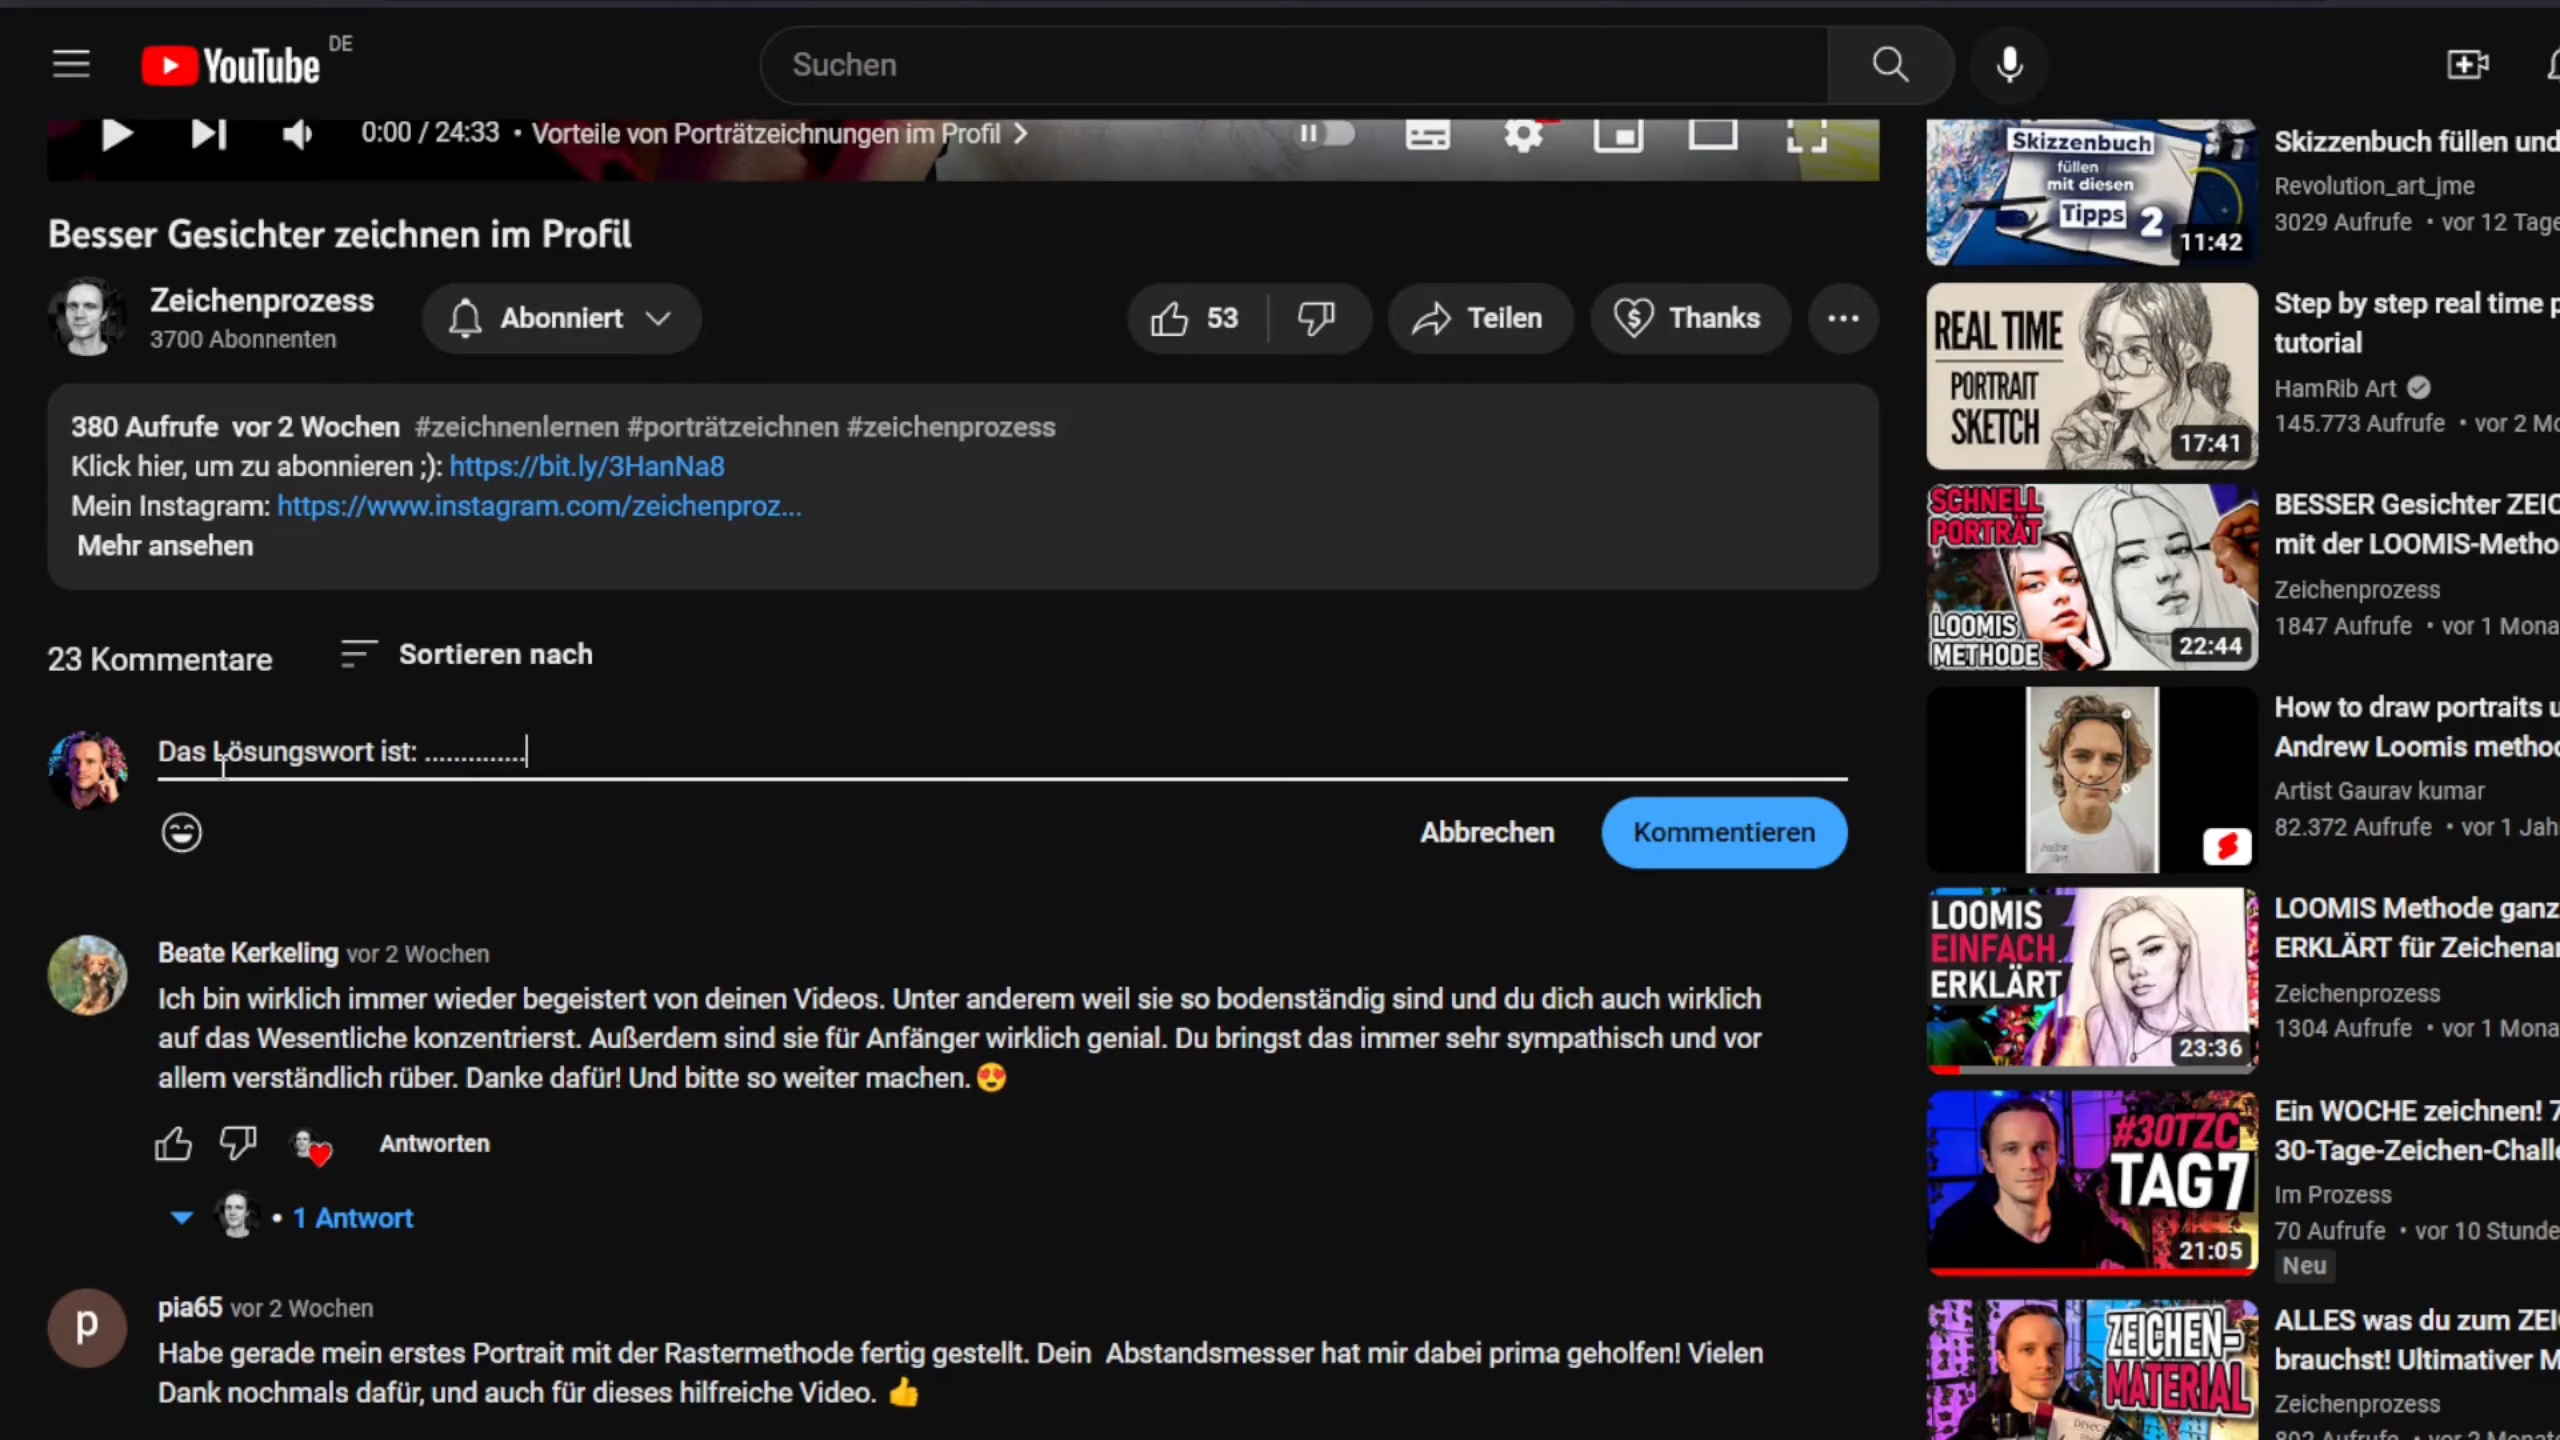 YouTube DE
Suchen
0:00 / 24:33 • Vorteile von Porträtzeichnungen im Profil
Besser Gesichter zeichnen im Profil
Zeichenprozess
3700 Abonnenten
Abonniert
53
Teilen
Thanks
380 Aufrufe vor 2 Wochen #zeichnenlernen #porträtzeichnen #zeichenprozess
Klick hier, um zu abonnieren ;): https://bit.ly/3HanNa8
Mein Instagram: https://www.instagram.com/zeichenproz...
Mehr ansehen
23 Kommentare
Sortieren nach
Das Lösungswort ist: ..............
Abbrechen
Kommentieren
Beate Kerkeling vor 2 Wochen
Ich bin wirklich immer wieder begeistert von deinen Videos. Unter anderem weil sie so bodenständig sind und du dich auch wirklich
auf das Wesentliche konzentrierst. Außerdem sind sie für Anfänger wirklich genial. Du bringst das immer sehr sympathisch und vor
allem verständlich rüber. Danke dafür! Und bitte so weiter machen.😍
Antworten
• 1 Antwort
p
pia65 vor 2 Wochen
Habe gerade mein erstes Portrait mit der Rastermethode fertig gestellt. Dein Abstandsmesser hat mir dabei prima geholfen! Vielen
Dank nochmals dafür, und auch für dieses hilfreiche Video. 👍
Skizzenbuch
füllen
mit diesen
Tipps 2
11:42
Skizzenbuch füllen und
Revolution_art_jme
3029 Aufrufe • vor 12 Tage
REAL TIME
PORTRAIT
SKETCH
17:41
Step by step real time p
tutorial
HamRib Art
145.773 Aufrufe • vor 2 Mo
SCHNELL
PORTRÄT
LOOMIS
METHODE
22:44
BESSER Gesichter ZEIC
mit der LOOMIS-Metho
Zeichenprozess
1847 Aufrufe • vor 1 Mona
How to draw portraits u
Andrew Loomis method
Artist Gaurav kumar
82.372 Aufrufe • vor 1 Jah
LOOMIS
EINFACH
ERKLÄRT
23:36
LOOMIS Methode ganz
ERKLÄRT für Zeichenan
Zeichenprozess
1304 Aufrufe • vor 1 Mona
#30TZC
TAG7
21:05
Ein WOCHE zeichnen! 7
30-Tage-Zeichen-Challe
Im Prozess
70 Aufrufe • vor 10 Stunde
Neu
ZEICHEN-
MATERIAL
ALLES was du zum ZEI
brauchst! Ultimativer M
Zeichenprozess